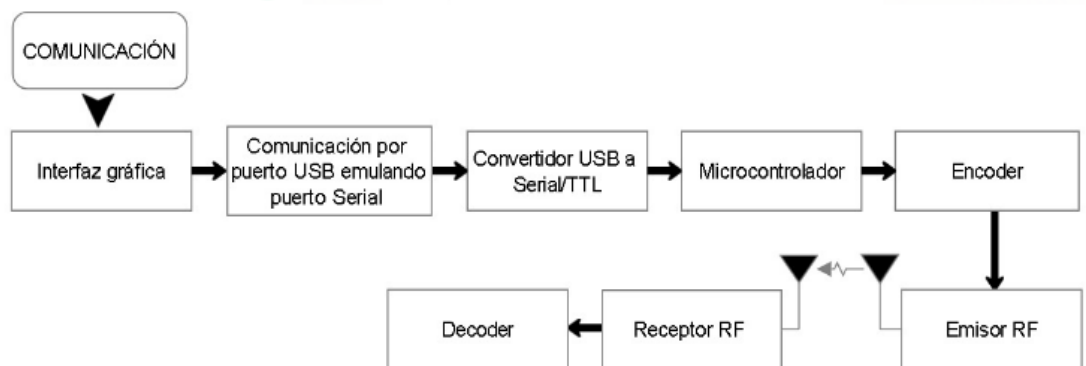 COMUNICACIÓN
Interfaz gráfica
Comunicación por
puerto USB emulando
puerto Serial
Convertidor USB a
Serial/TTL
Microcontrolador
Encoder
Decoder
Receptor RF
Emisor RF